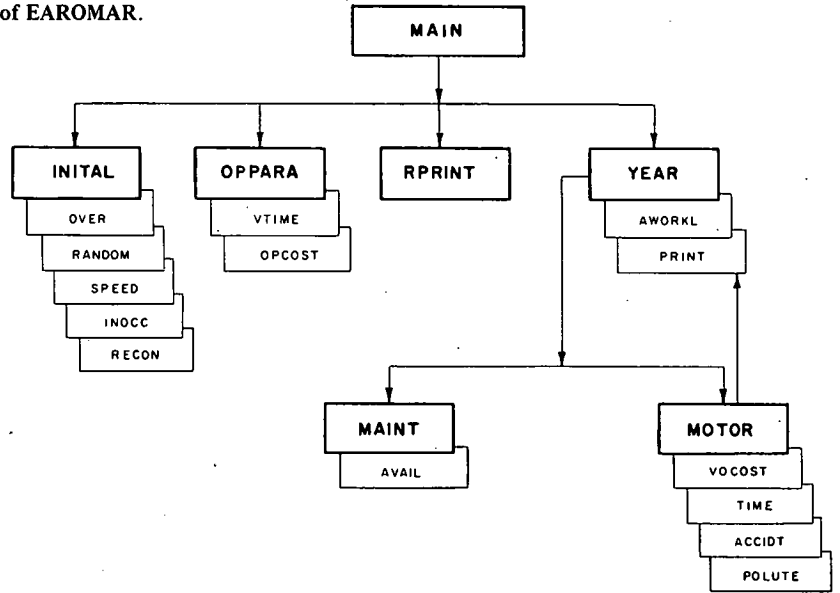 of EAROMAR.
MAIN
INITAL
OPPARA
RPRINT
YEAR
OVER
VTIME
AWORKL
RANDOM
OPCOST
PRINT
SPEED
INOCC
RECON
MAINT
MOTOR
AVAIL
VOCOST
TIME
ACCIDT
POLUTE